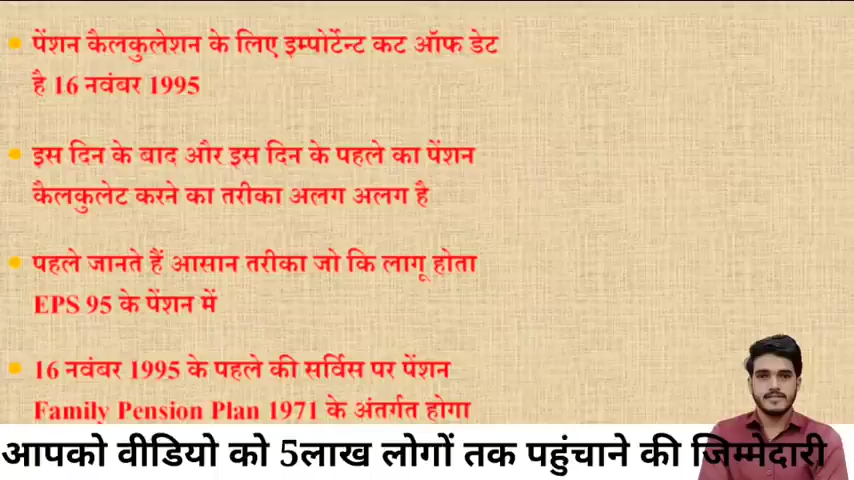 पेंशन कैलकुलेशन के लिए इम्पोर्टेन्ट कट ऑफ डेट
है 16 नवंबर 1995
इस दिन के बाद और इस दिन के पहले का पेंशन
कैलकुलेट करने का तरीका अलग अलग है
पहले जानते हैं आसान तरीका जो कि लागू होता
EPS 95 के पेंशन में
16 नवंबर 1995 के पहले की सर्विस पर पेंशन
Family Pension Plan 1971 के अंतर्गत होगा
आपको वीडियो को 5लाख लोगों तक पहुंचाने की जिम्मेदारी